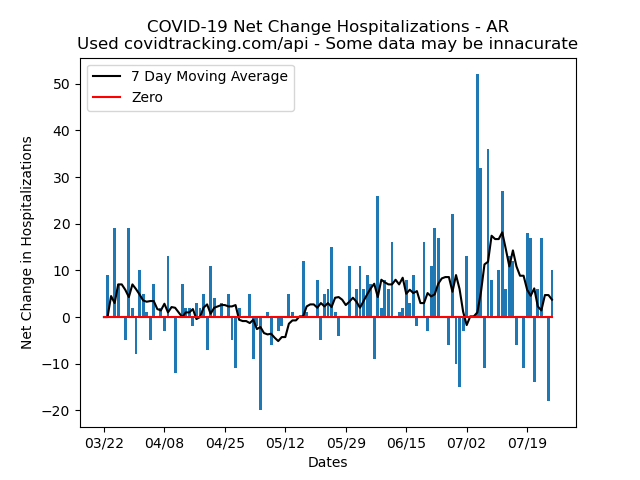 COVID-19 Net Change Hospitalizations - AR
Used covidtracking.com/api - Some data may be innacurate
7 Day Moving Average
Zero
Net Change in Hospitalizations
50
40
30
20
10
0
−10
−20
03/22 04/08 04/25 05/12 05/29 06/15 07/02 07/19
Dates